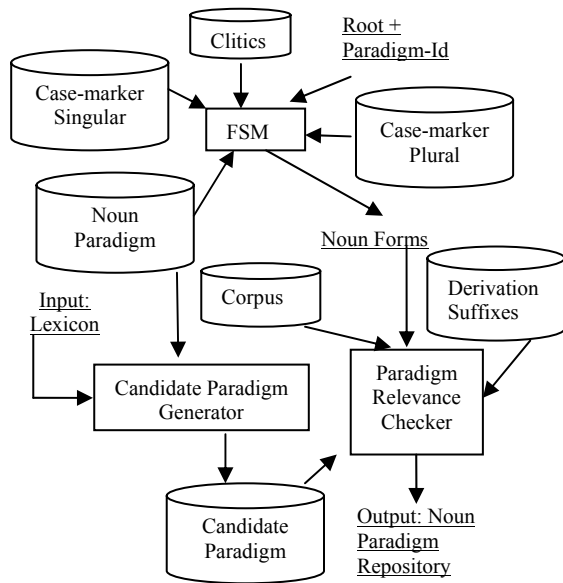 Clitics
Root +
Paradigm-Id
Case-marker
Singular
FSM
Case-marker
Plural
Noun
Paradigm
Noun Forms
Input:
Lexicon
Corpus
Derivation
Suffixes
Candidate Paradigm
Generator
Paradigm
Relevance
Checker
Candidate
Paradigm
Output: Noun
Paradigm
Repository